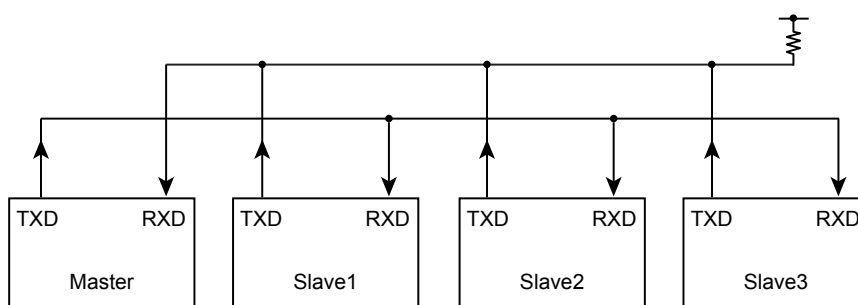 TXD RXD TXD RXD TXD RXD TXD RXD
Master Slave1 Slave2 Slave3